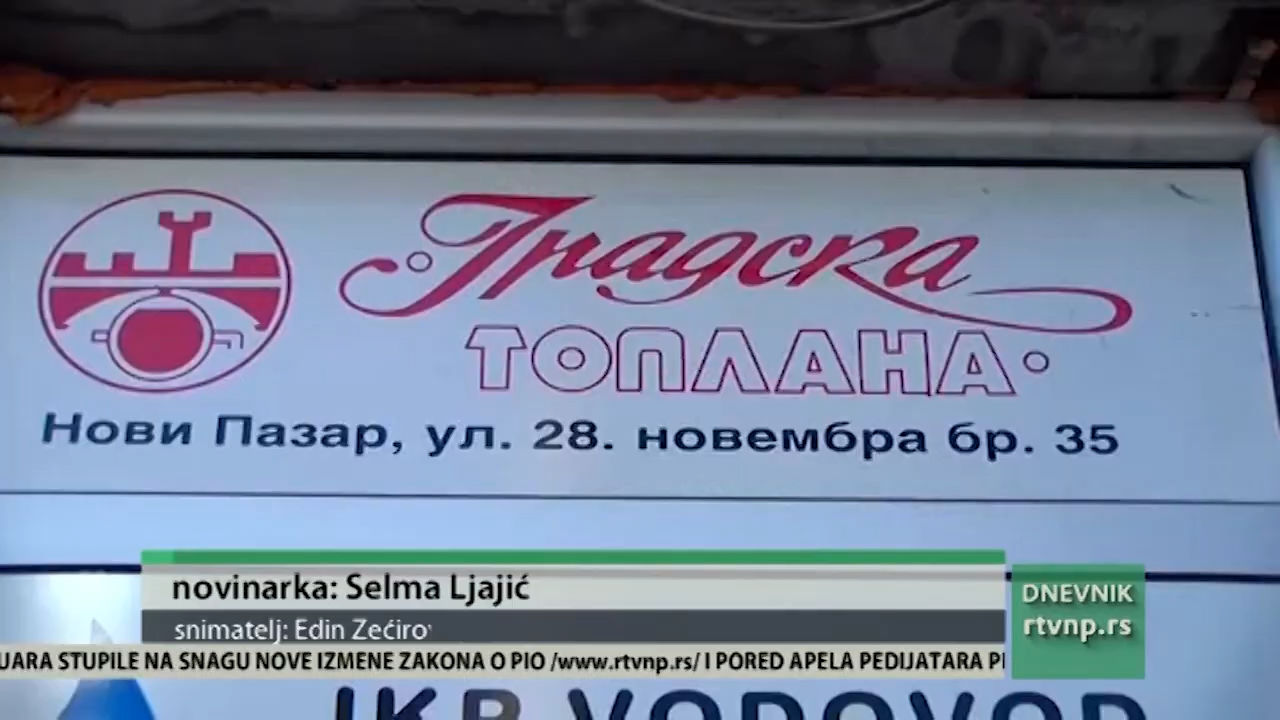 Градска
ТОПЛАНА
Нови Пазар, ул. 28. новембра бр. 35
novinarka: Selma Ljajić
DNEVNIK
rtvnp.rs
snimatelj: Edin Zećiro
UARA STUPILE NA SNAGU NOVE IZMENE ZAKONA O PIO /www.rtvnp.rs/ I PORED APELA PEDIJATARA
JKP VODOVOD